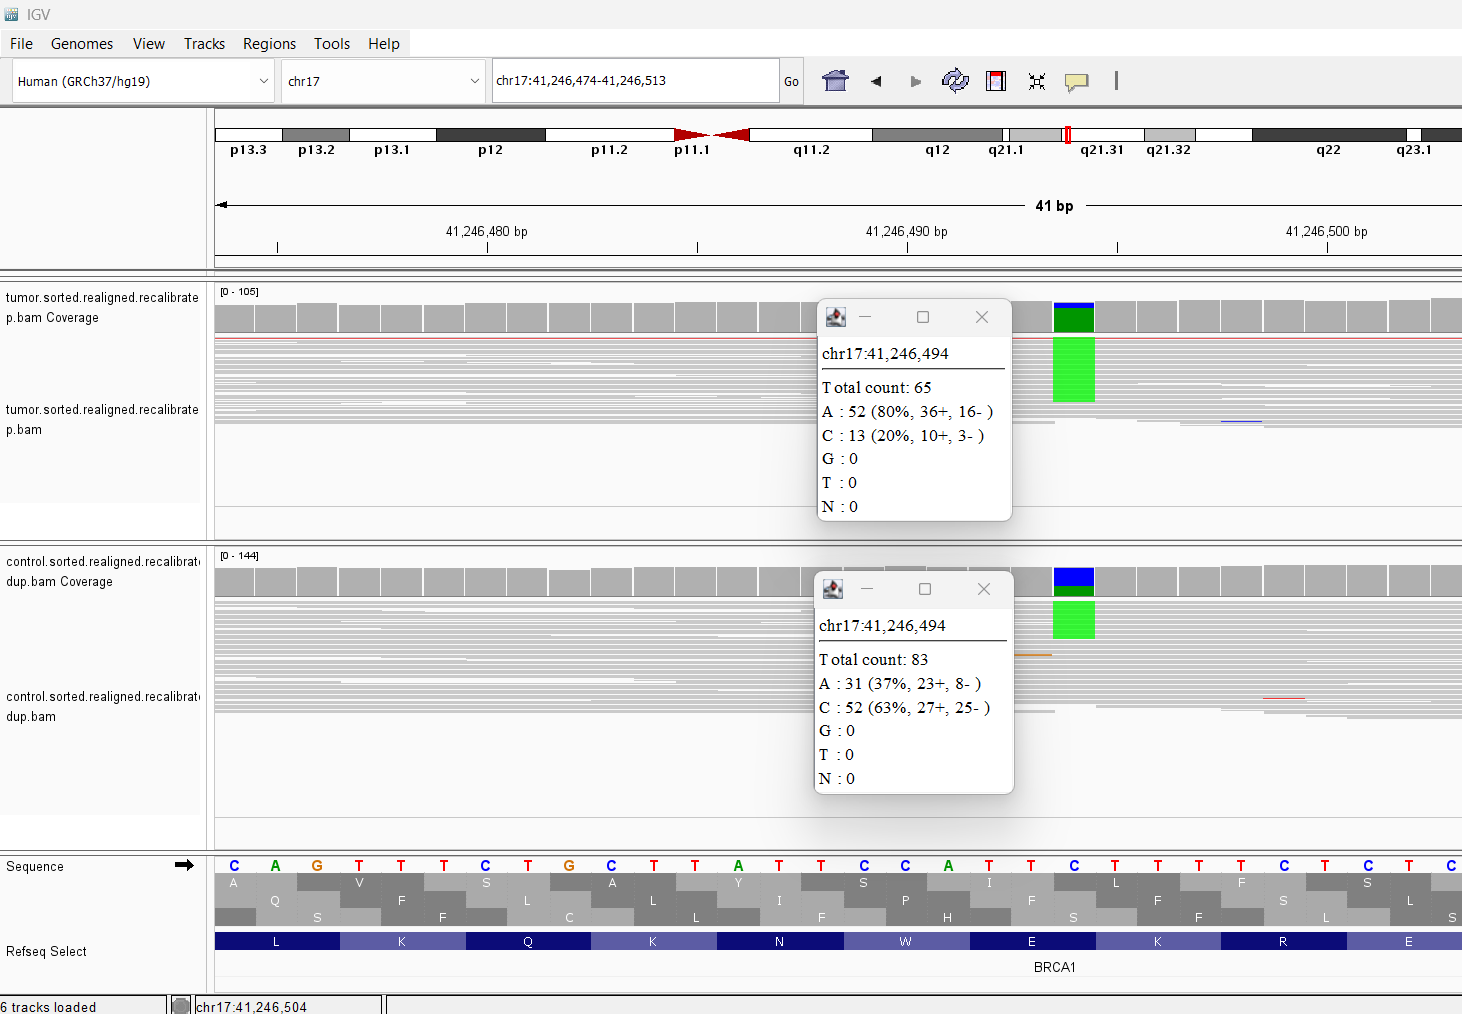 IGV
File Genomes View Tracks Regions Tools Help
Human (GRCh37/hg19) chr17 chr17:41,246,474-41,246,513 Go
p13.3 p13.2 p13.1 p12 p11.2 p11.1 q11.2 q12 q21.1 q21.31 q21.32 q22 q23.1
41 bp
41,246,480 bp 41,246,490 bp 41,246,500 bp
tumor.sorted.realigned.recalibrate
p.bam Coverage
[0 - 105]
tumor.sorted.realigned.recalibrate
p.bam
chr17:41,246,494
Total count: 65
A : 52 (80%, 36+, 16- )
C : 13 (20%, 10+, 3- )
G : 0
T : 0
N : 0
control.sorted.realigned.recalibrat
dup.bam Coverage
[0 - 144]
control.sorted.realigned.recalibrat
dup.bam
chr17:41,246,494
Total count: 83
A : 31 (37%, 23+, 8- )
C : 52 (63%, 27+, 25- )
G : 0
T : 0
N : 0
Sequence C A G T T T C T G C T T A T T C C A T T C T T T T C T C T C
A V S A Y S I L F S
Q F L L I P F F S L
S F C L F H S F L S
Refseq Select L K Q K N W E K R E
BRCA1
6 tracks loaded chr17:41,246,504